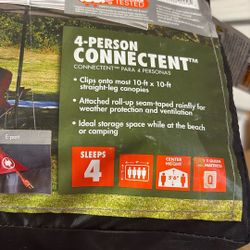 TESTED
4-PERSON
CONNECTENT™
CONNECTENT™ PARA 4 PERSONAS
• Clips onto most 10-ft x 10-ft
straight-leg canopies
• Attached roll-up seam-taped rainfly for
weather protection and ventilation
• Ideal storage space while at the beach
or camping
E-port
SLEEPS
4
CENTER
HEIGHT
5'6"
Q